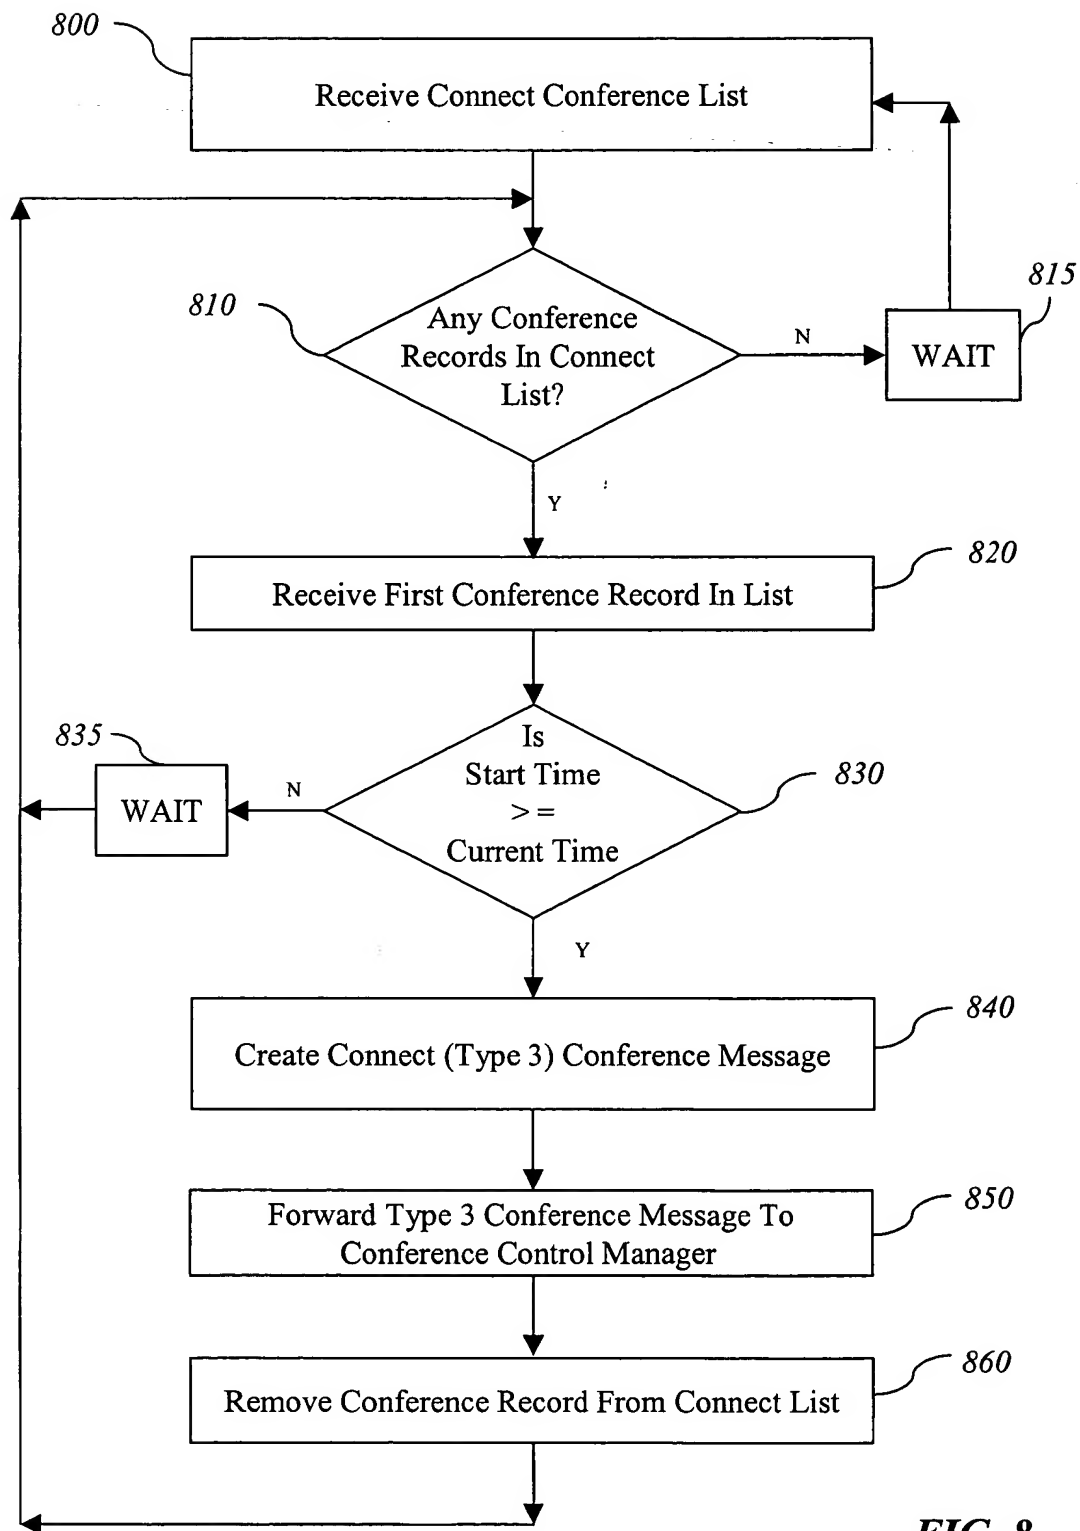 800
Receive Connect Conference List
810
Any Conference
Records In Connect
List?
N
815
WAIT
Y
820
Receive First Conference Record In List
835
WAIT
N
Is
Start Time
>=
Current Time
830
Y
840
Create Connect (Type 3) Conference Message
850
Forward Type 3 Conference Message To
Conference Control Manager
860
Remove Conference Record From Connect List
FIG. 8